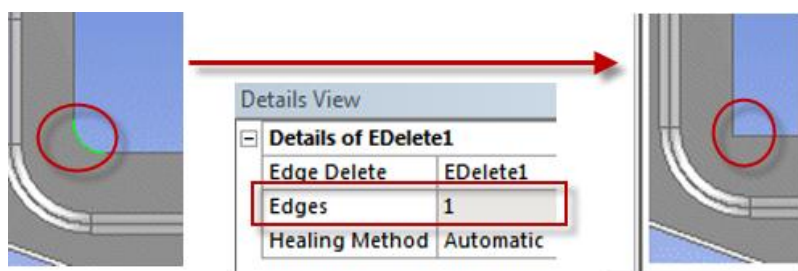 Details View
Details of EDelete1
Edge Delete EDelete1
Edges 1
Healing Method Automatic